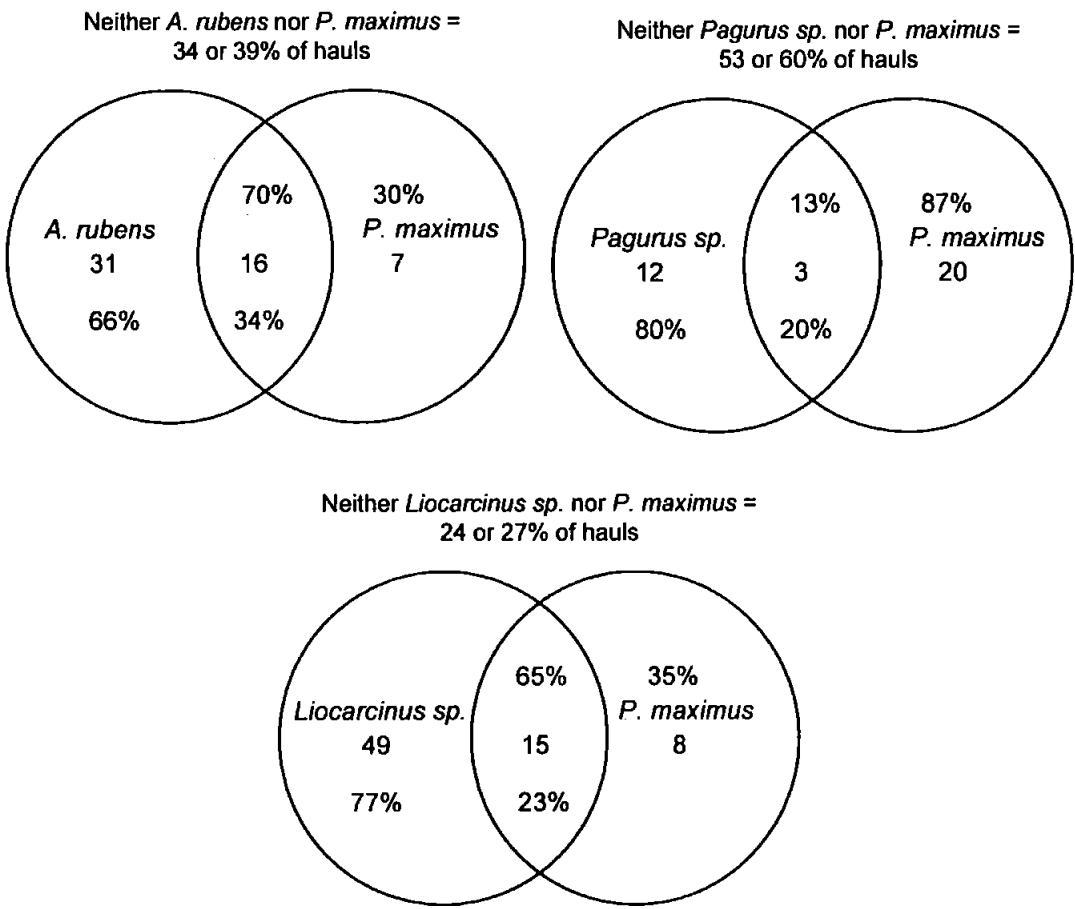 Neither A. rubens nor P. maximus =
34 or 39% of hauls
70%
30%
A. rubens
P. maximus
31
16
7
66%
34%
Neither Pagurus sp. nor P. maximus =
53 or 60% of hauls
13%
87%
Pagurus sp.
P. maximus
12
3
20
80%
20%
Neither Liocarcinus sp. nor P. maximus =
24 or 27% of hauls
65%
35%
Liocarcinus sp.
P. maximus
49
15
8
77%
23%